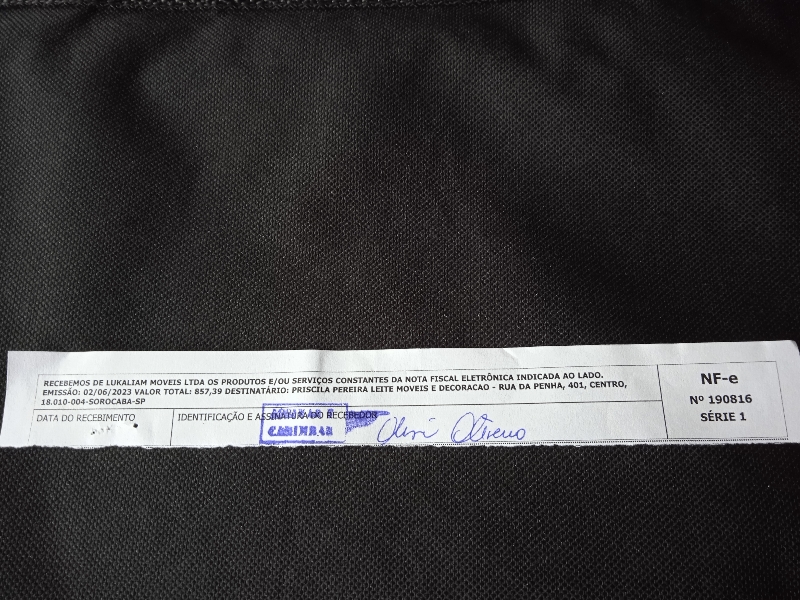 RECEBEMOS DE LUKALIAM MOVEIS LTDA OS PRODUTOS E/OU SERVIÇOS CONSTANTES DA NOTA FISCAL ELETRÔNICA INDICADA AO LADO.
EMISSÃO: 02/06/2023 VALOR TOTAL: 857,39 DESTINATÁRIO: PRISCILA PEREIRA LEITE MOVEIS E DECORACAO - RUA DA PENHA, 401, CENTRO,
18.010-004-SOROCABA-SP
NF-e
Nº 190816
SÉRIE 1
DATA DO RECEBIMENTO
IDENTIFICAÇÃO E ASSINATURA DO RECEBEDOR